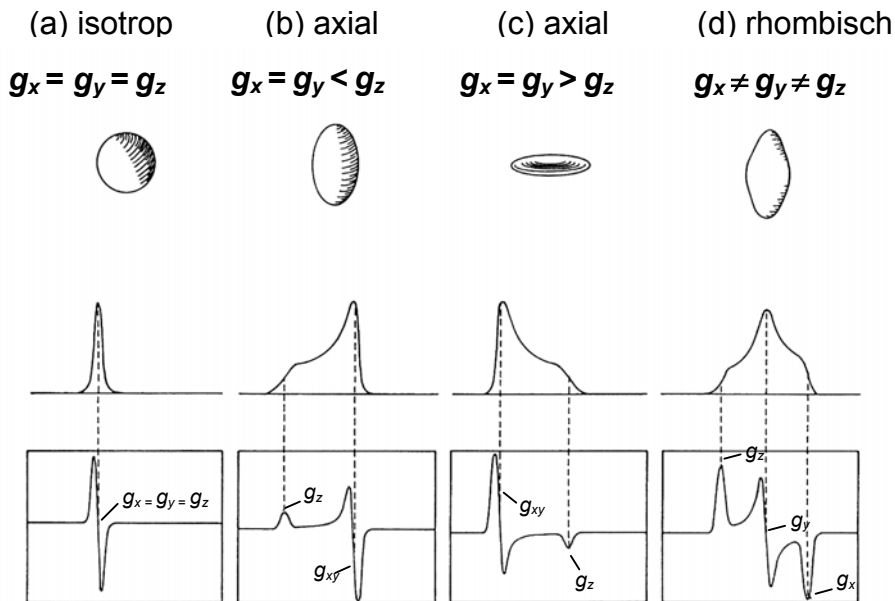 (a) isotrop (b) axial (c) axial (d) rhombisch
gx = gy = gz gx = gy < gz gx = gy > gz gx ≠ gy ≠ gz
gz
gz
gx = gy = gz
gxy
gy
gxy
gz
gx